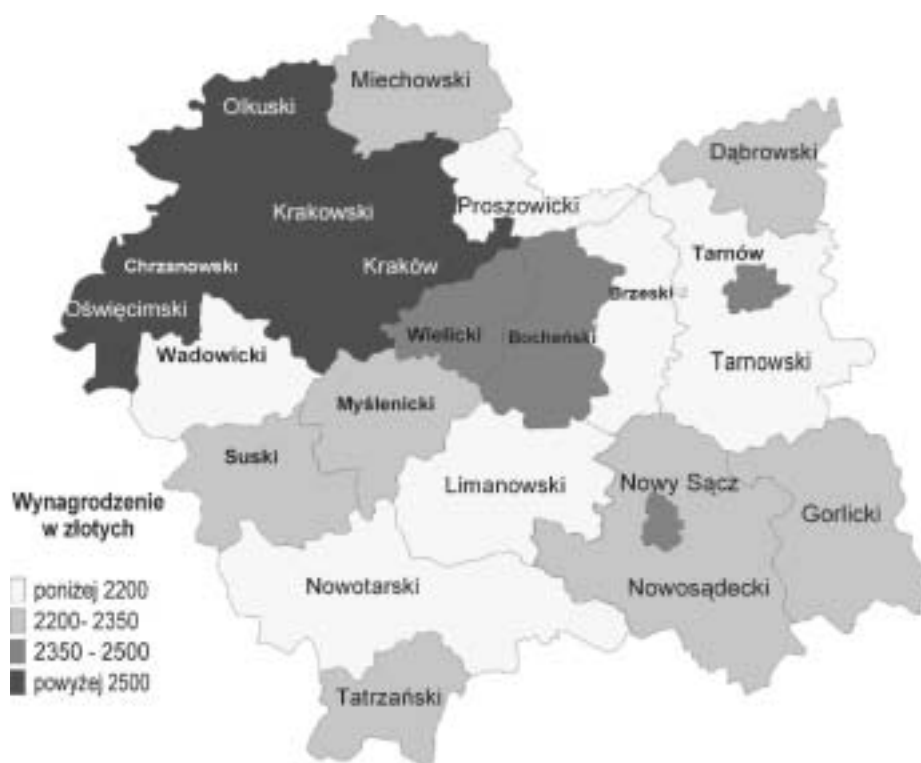 Miechowski
Olkuski
Dąbrowski
Krakowski
Proszowicki
Tarnów
Chrzanowski
Kraków
Brzeski
Oświęcimski
Wielicki
Bocheński
Wadowicki
Tarnowski
Myślenicki
Suski
Limanowski
Nowy Sącz
Gorlicki
Nowotarski
Nowosądecki
Tatrzański
Wynagrodzenie
w złotych
poniżej 2200
2200- 2350
2350 - 2500
powyżej 2500